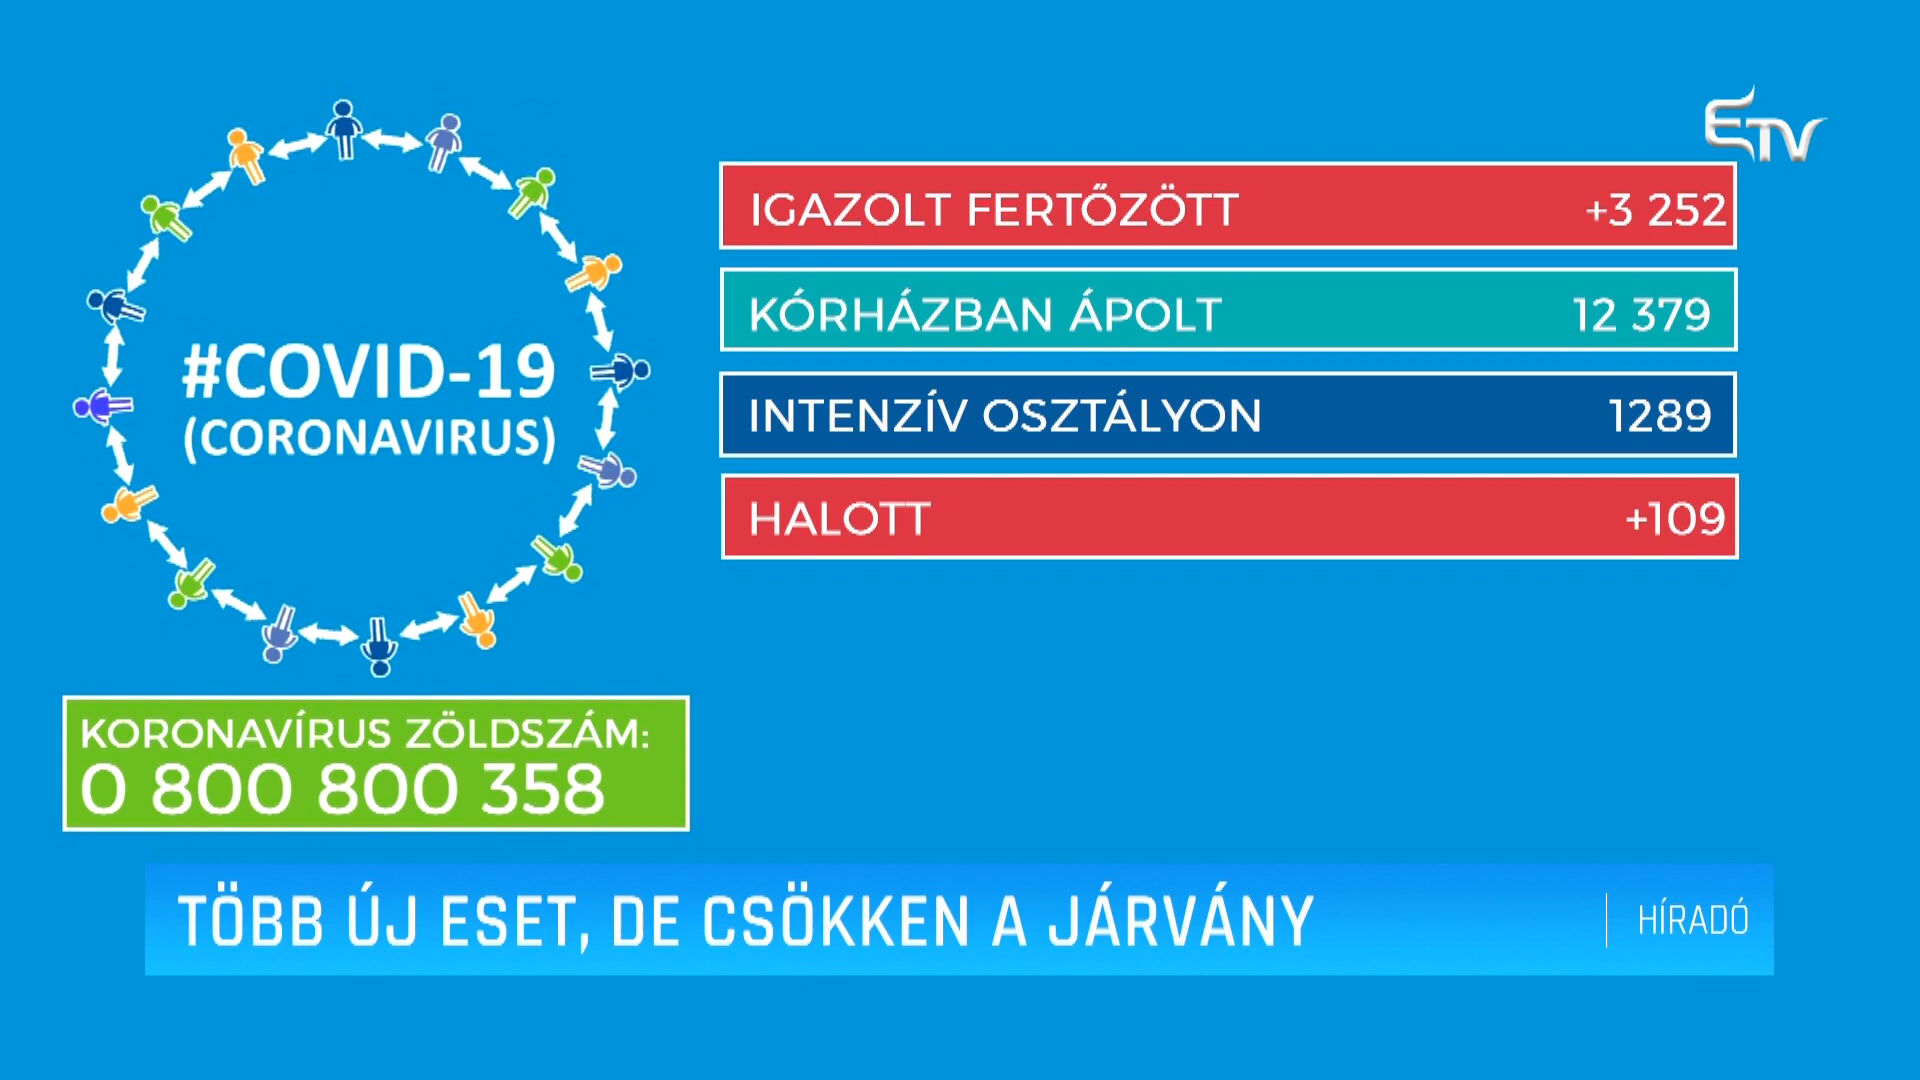 ETV
#COVID-19
(CORONAVIRUS)
IGAZOLT FERTŐZÖTT +3 252
KÓRHÁZBAN ÁPOLT 12 379
INTENZÍV OSZTÁLYON 1289
HALOTT +109
KORONAVÍRUS ZÖLDSZÁM:
0 800 800 358
TÖBB ÚJ ESET, DE CSÖKKEN A JÁRVÁNY
HÍRADÓ